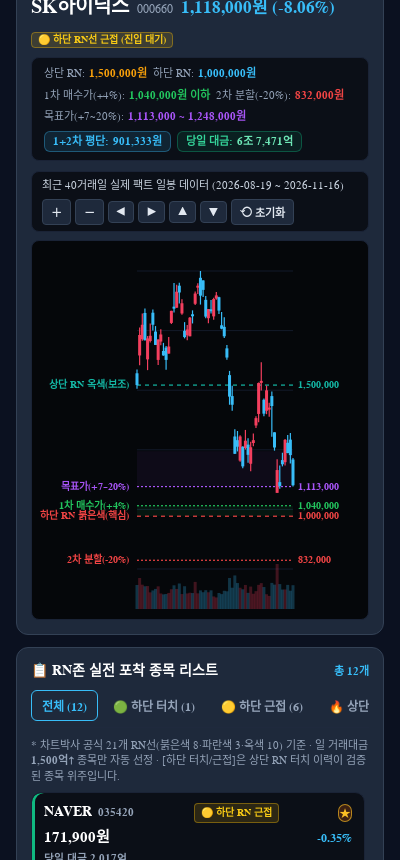 SK하이닉스 000660 1,118,000원 (-8.06%)
🟡 하단 RN선 근접 (진입 대기)
상단 RN: 1,500,000원 하단 RN: 1,000,000원
1차 매수가(+4%): 1,040,000원 이하 2차 분할(-20%): 832,000원
목표가(+7~20%): 1,113,000 ~ 1,248,000원
1+2차 평단: 901,333원 당일 대금: 6조 7,471억
최근 40거래일 실제 팩트 일봉 데이터 (2026-08-19 ~ 2026-11-16)
+ − ◀ ▶ ▲ ▼ ⟲ 초기화
상단 RN 옥색(보조) 1,500,000
목표가(+7~20%) 1,113,000
1차 매수가(+4%) 1,040,000
하단 RN 붉은색(핵심) 1,000,000
2차 분할(-20%) 832,000
📋 RN존 실전 포착 종목 리스트 총 12개
전체 (12) 🟢 하단 터치 (1) 🟡 하단 근접 (6) 🔥 상단
* 차트박사 공식 21개 RN선(붉은색 8·파란색 3·옥색 10) 기준 · 일 거래대금
1,500억↑ 종목만 자동 선정 · [하단 터치/근접]은 상단 RN 터치 이력이 검증
된 종목 위주입니다.
NAVER 035420 🟡 하단 RN 근접 ★
171,900원 -0.35%
당일 대금 2,017억